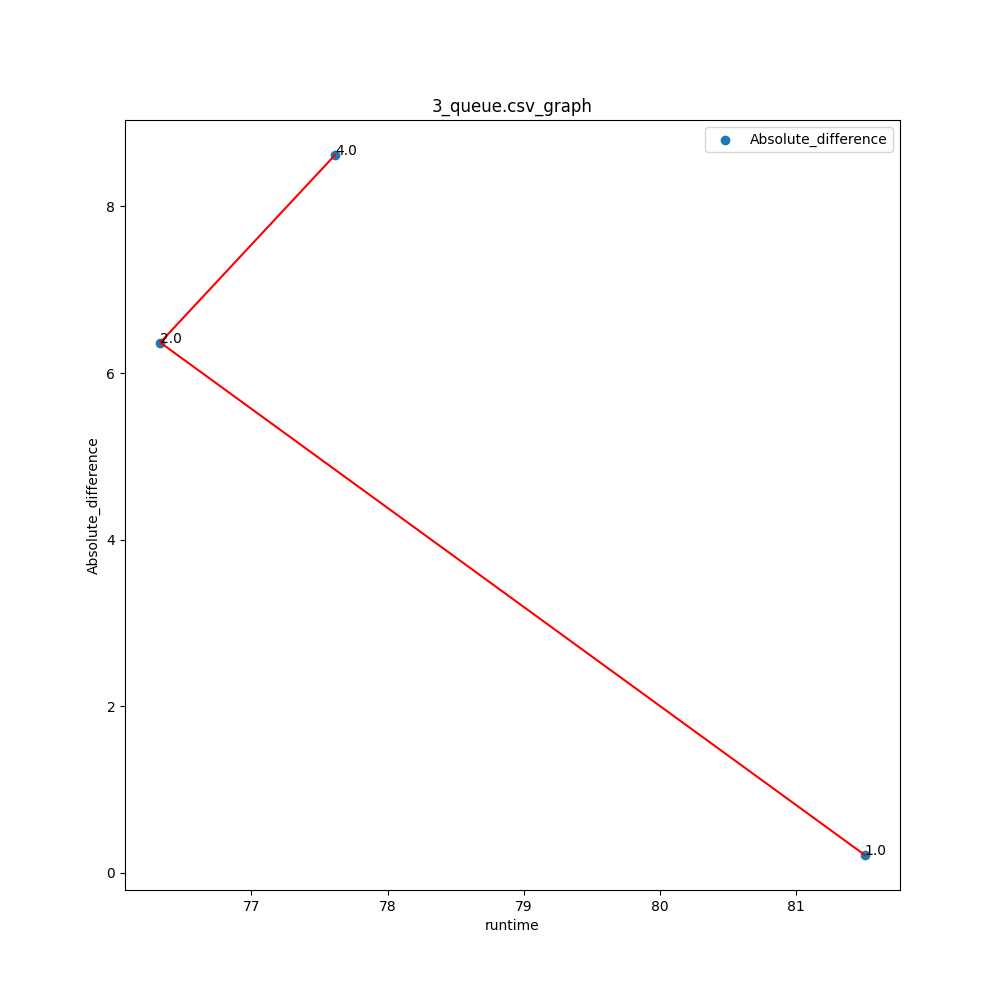 3_queue.csv_graph
Absolute_difference
4.0
2.0
1.0
8
6
4
2
0
Absolute_difference
77 78 79 80 81
runtime